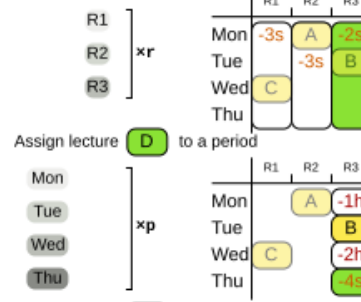 R1 R2 R3
R1
R2
R3
×r
Mon -3s A -2s
Tue -3s B
Wed C
Thu
Assign lecture D to a period
R1 R2 R3
Mon
Tue
Wed
Thu
×p
Mon A -1h
Tue B
Wed C -2h
Thu -4s